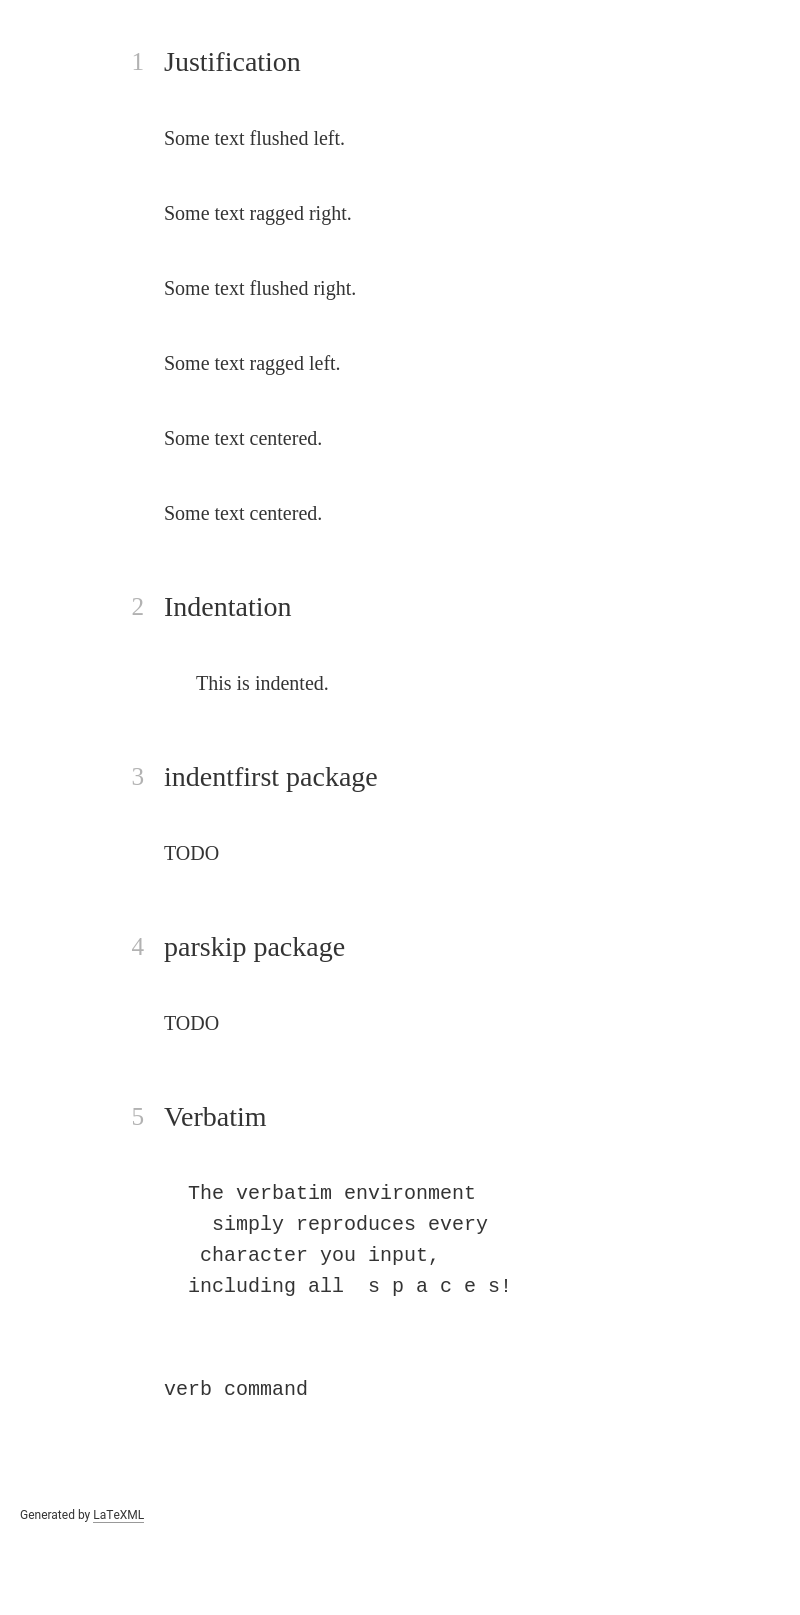 1 Justification
Some text flushed left.
Some text ragged right.
Some text flushed right.
Some text ragged left.
Some text centered.
Some text centered.
2 Indentation
This is indented.
3 indentfirst package
TODO
4 parskip package
TODO
5 Verbatim
  The verbatim environment
    simply reproduces every
   character you input,
  including all  s p a c e s!
verb command
Generated by LaTeXML